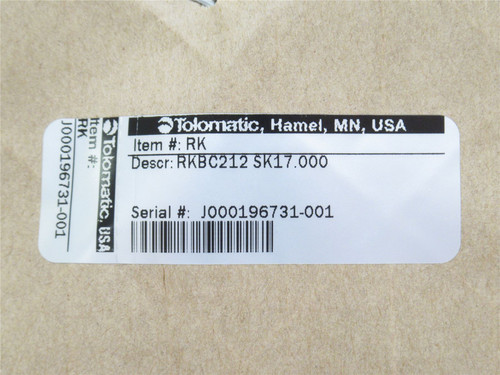 Tolomatic, Hamel, MN, USA
Item #: RK
Descr: RKBC212 SK17.000
Serial #: J000196731-001
Tolomatic, USA
Item #:
RK
J000196731-001